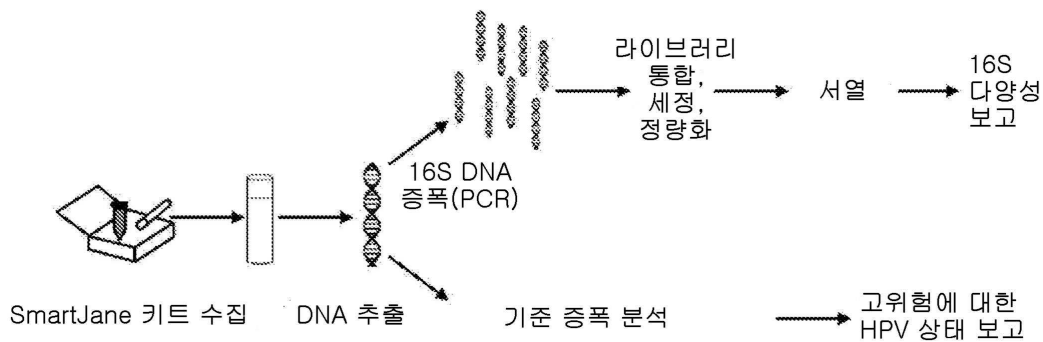 라이브러리
통합,
세정,
정량화
서열
16S
다양성
보고
16S DNA
증폭(PCR)
SmartJane 키트 수집
DNA 추출
기준 증폭 분석
고위험에 대한
HPV 상태 보고